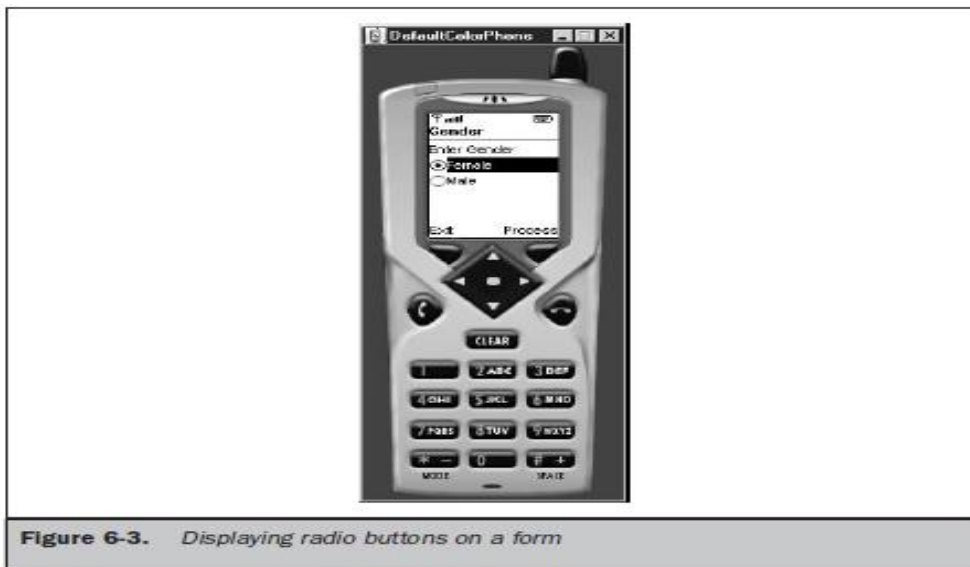 DefaultColorPhone
Gender
Enter Gender
Female
Male
Exit Process
CLEAR
1 2 ABC 3 DEF
4 GHI 5 JKL 6 MNO
7 PQRS 8 TUV 9 WXYZ
* - 0 # +
MODE SPACE
Figure 6-3. Displaying radio buttons on a form